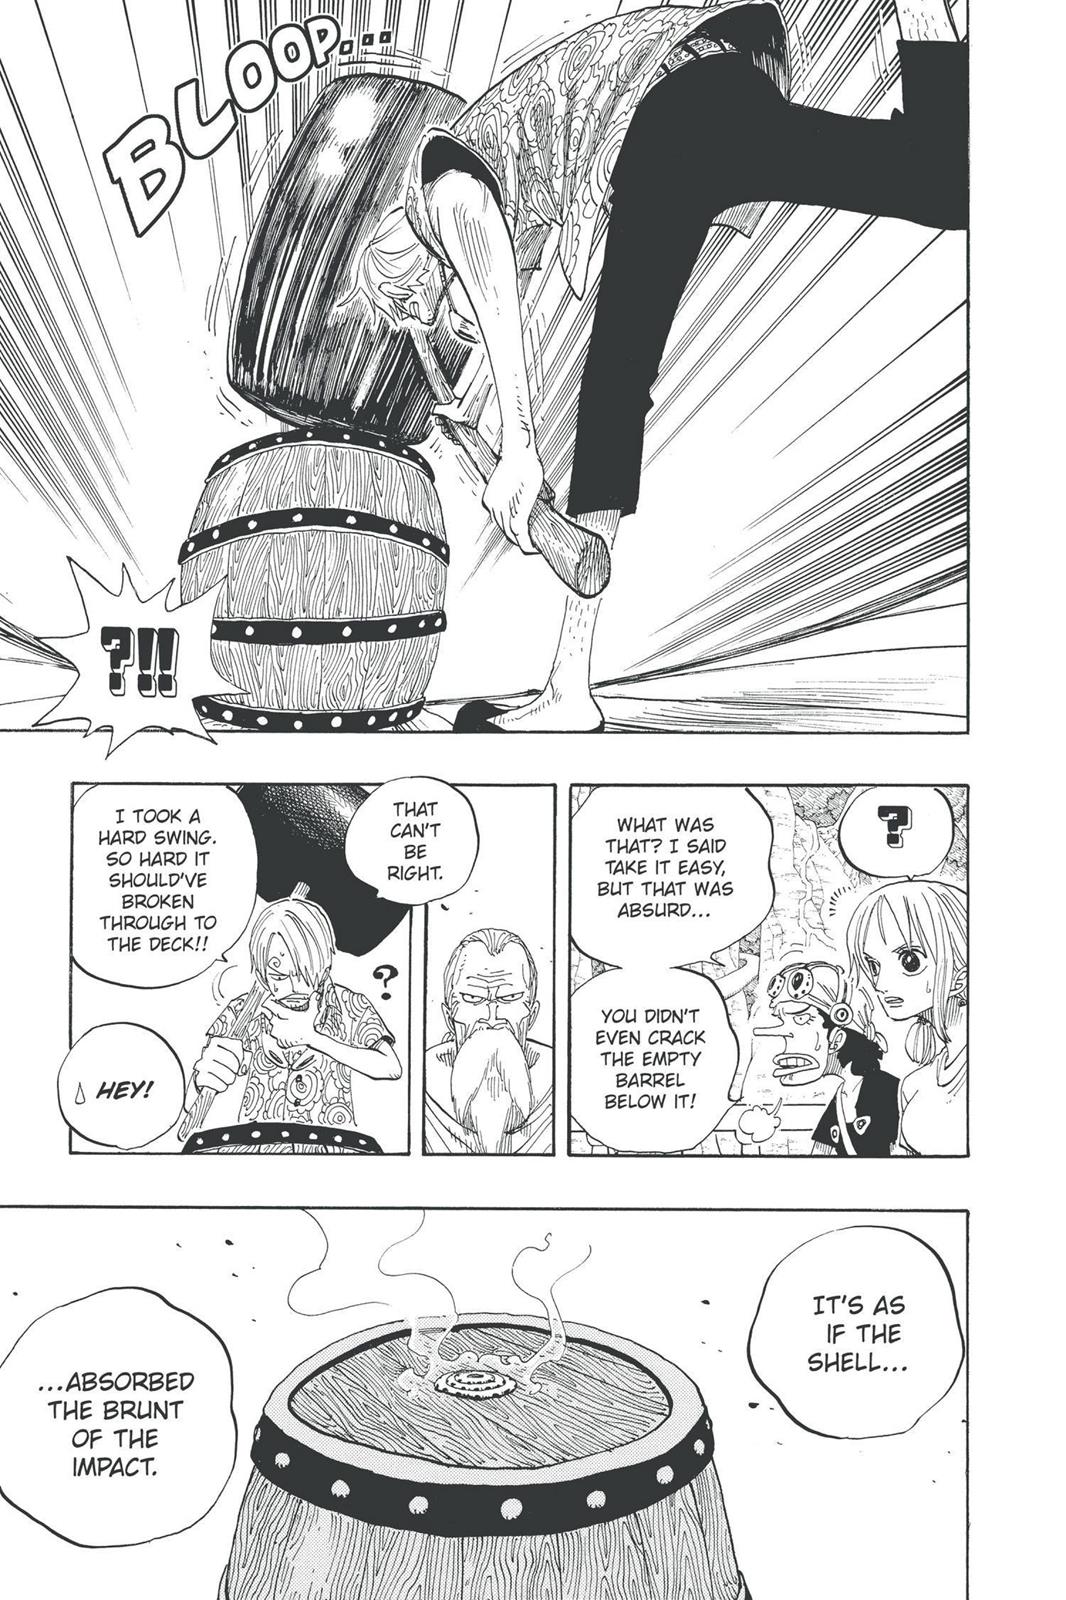 BLOOP...
?!!
?
WHAT WAS
THAT? I SAID
TAKE IT EASY,
BUT THAT WAS
ABSURD...
YOU DIDN'T
EVEN CRACK
THE EMPTY
BARREL
BELOW IT!
THAT
CAN'T
BE
RIGHT.
I TOOK A
HARD SWING.
SO HARD IT
SHOULD'VE
BROKEN
THROUGH TO
THE DECK!!
?
HEY!
IT'S AS
IF THE
SHELL...
...ABSORBED
THE BRUNT
OF THE
IMPACT.